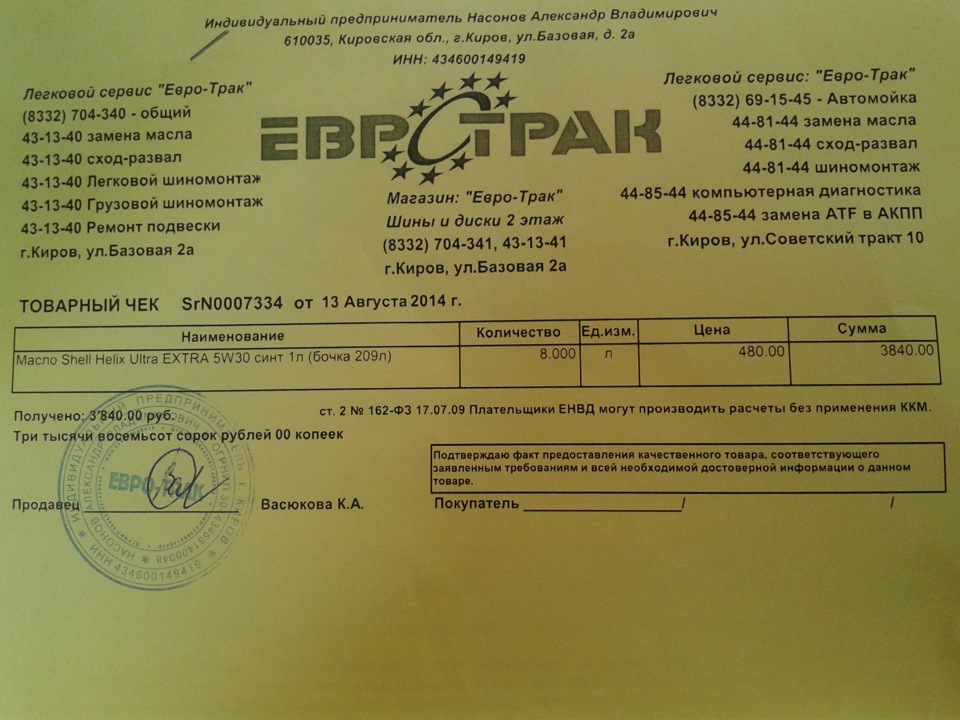 Индивидуальный предприниматель Насонов Александр Владимирович
610035, Кировская обл., г.Киров, ул.Базовая, д. 2а
ИНН: 434600149419
Легковой сервис "Евро-Трак"
(8332) 704-340 - общий
43-13-40 замена масла
43-13-40 сход-развал
43-13-40 Легковой шиномонтаж
43-13-40 Грузовой шиномонтаж
43-13-40 Ремонт подвески
г.Киров, ул.Базовая 2а
ЕВРОТРАК
Магазин: "Евро-Трак"
Шины и диски 2 этаж
(8332) 704-341, 43-13-41
г.Киров, ул.Базовая 2а
Легковой сервис: "Евро-Трак"
(8332) 69-15-45 - Автомойка
44-81-44 замена масла
44-81-44 сход-развал
44-81-44 шиномонтаж
44-85-44 компьютерная диагностика
44-85-44 замена ATF в АКПП
г.Киров, ул.Советский тракт 10
ТОВАРНЫЙ ЧЕК SrN0007334 от 13 Августа 2014 г.
Наименование Количество Ед.изм. Цена Сумма
Масло Shell Helix Ultra EXTRA 5W30 синт 1л (бочка 209л) 8.000 л 480.00 3840.00
Получено: 3'840.00 руб.
ст. 2 № 162-ФЗ 17.07.09 Плательщики ЕНВД могут производить расчеты без применения ККМ.
Три тысячи восемьсот сорок рублей 00 копеек
Подтверждаю факт предоставления качественного товара, соответствующего
заявленным требованиям и всей необходимой достоверной информации о данном
товаре.
Продавец Васюкова К.А.
Покупатель / /
ИНДИВИДУАЛЬНЫЙ ПРЕДПРИНИМАТЕЛЬ г. КИРОВ
ИНН 434600149419
НАСОНОВ АЛЕКСАНДР ВЛАДИМИРОВИЧ
ЕВРО-ТРАК